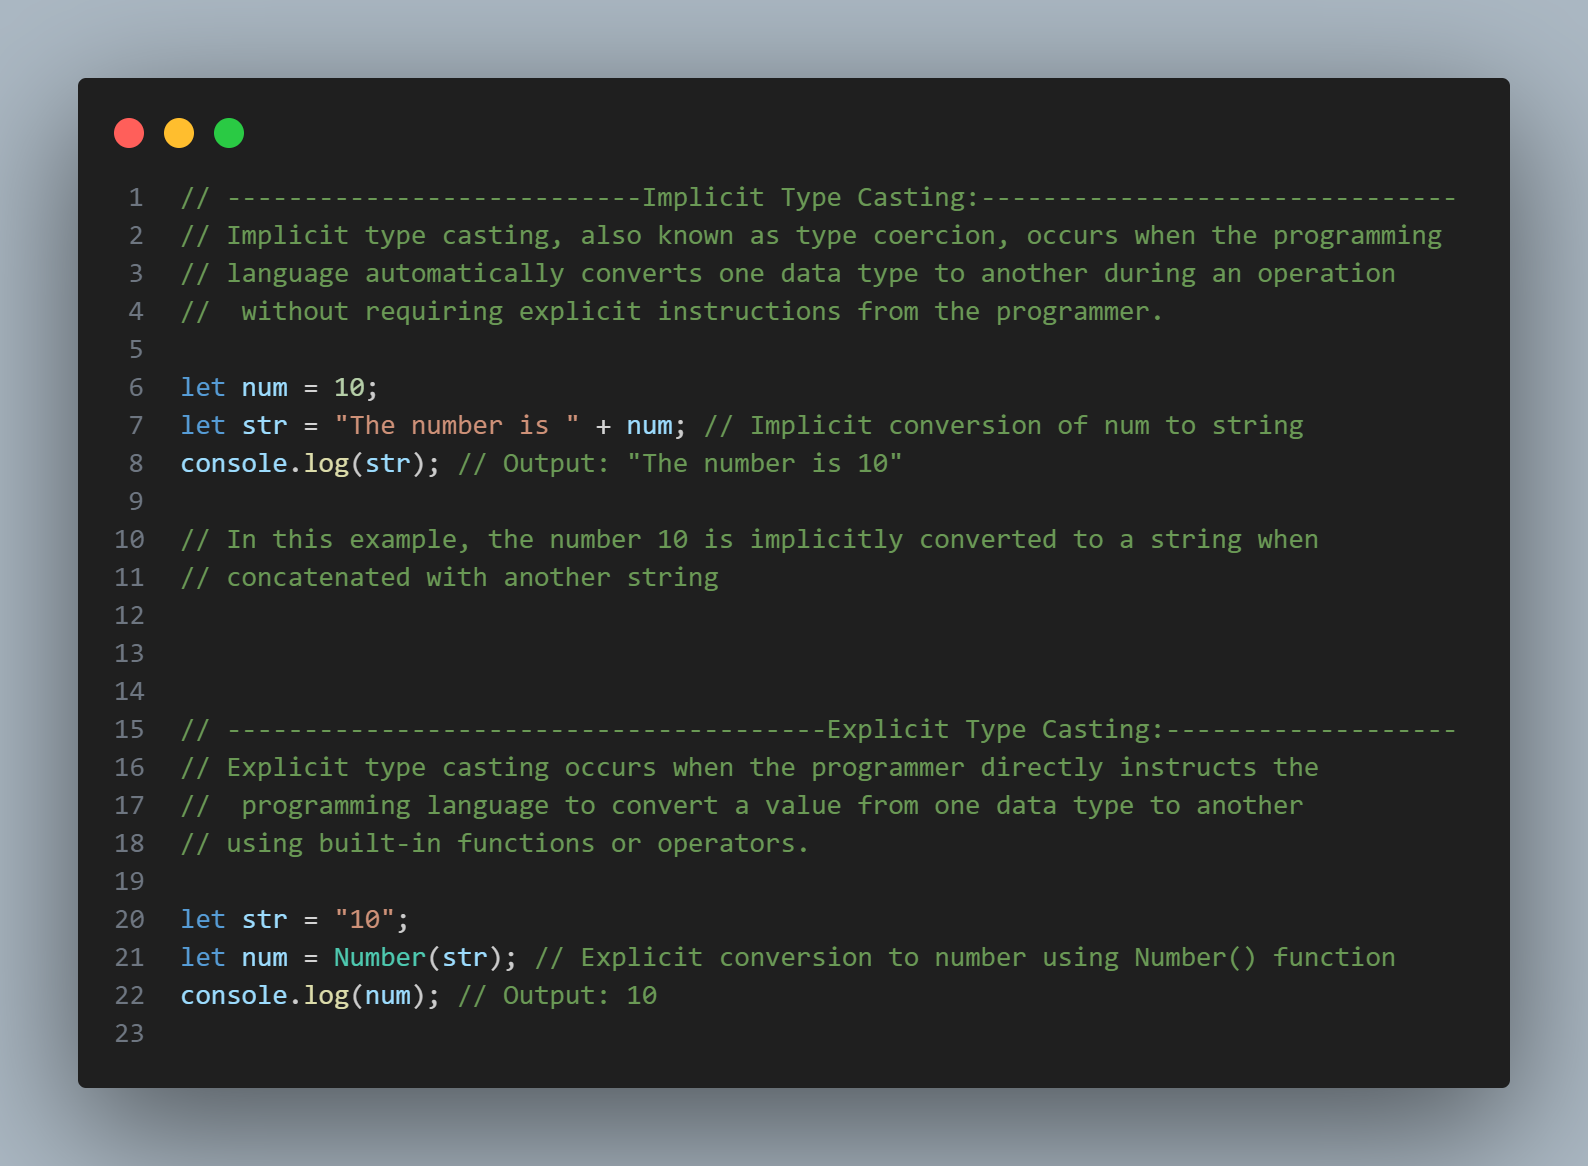 1 // ---------------------------Implicit Type Casting:-------------------------------
2 // Implicit type casting, also known as type coercion, occurs when the programming
3 // language automatically converts one data type to another during an operation
4 //  without requiring explicit instructions from the programmer.
5
6 let num = 10;
7 let str = "The number is " + num; // Implicit conversion of num to string
8 console.log(str); // Output: "The number is 10"
9
10 // In this example, the number 10 is implicitly converted to a string when
11 // concatenated with another string
12
13
14
15 // ---------------------------------------Explicit Type Casting:-------------------
16 // Explicit type casting occurs when the programmer directly instructs the
17 //  programming language to convert a value from one data type to another
18 // using built-in functions or operators.
19
20 let str = "10";
21 let num = Number(str); // Explicit conversion to number using Number() function
22 console.log(num); // Output: 10
23